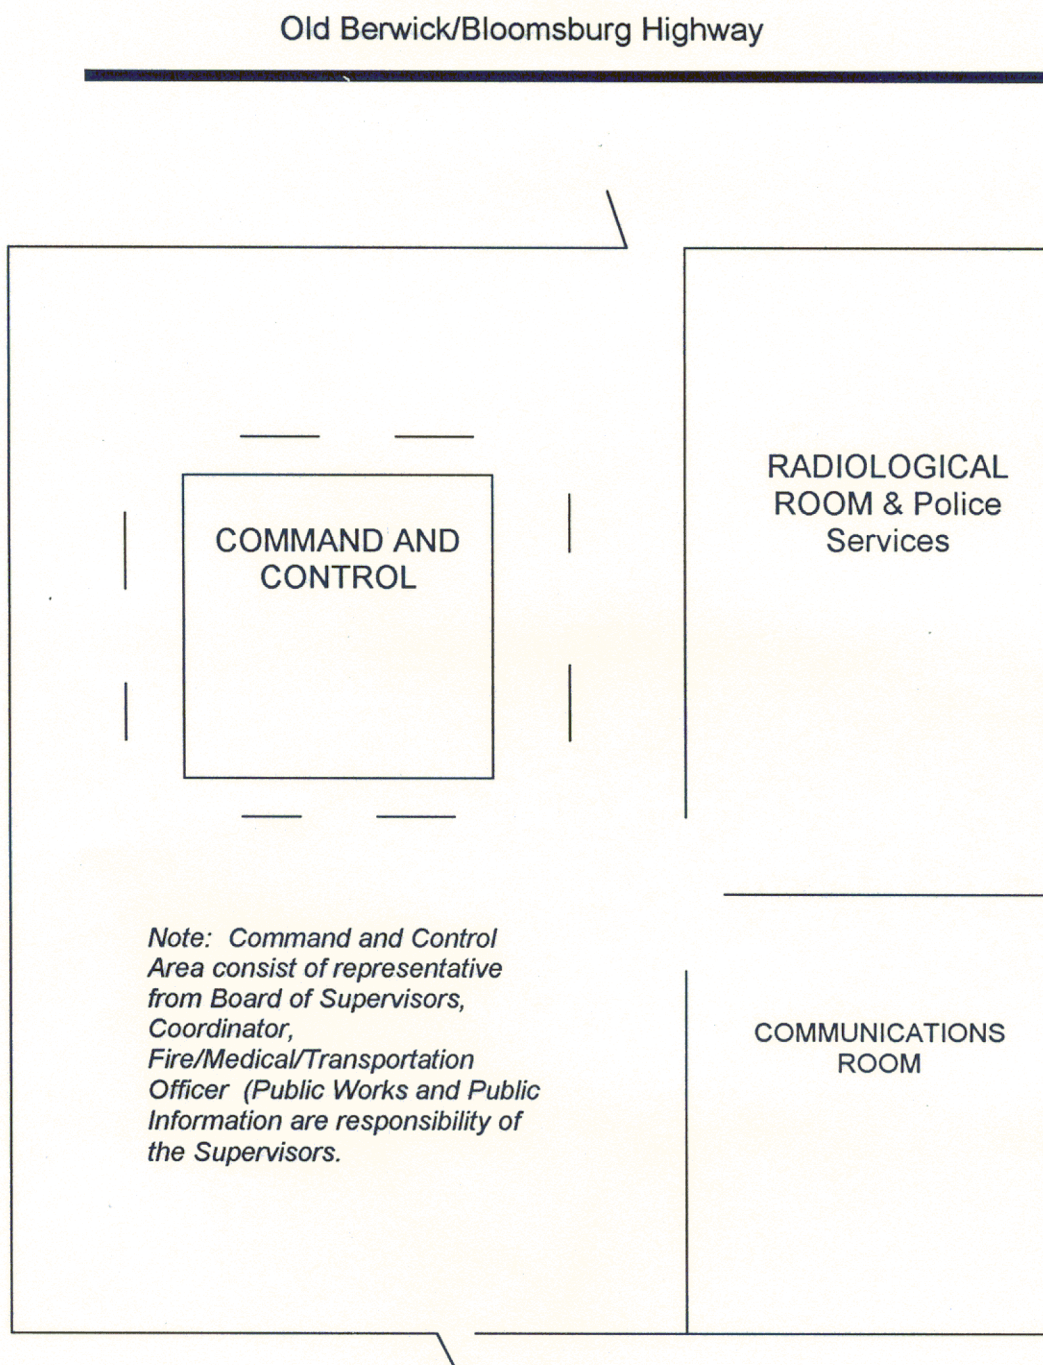 Old Berwick/Bloomsburg Highway
COMMAND AND
CONTROL
RADIOLOGICAL
ROOM & Police
Services
Note: Command and Control
Area consist of representative
from Board of Supervisors,
Coordinator,
Fire/Medical/Transportation
Officer (Public Works and Public
Information are responsibility of
the Supervisors.
COMMUNICATIONS
ROOM